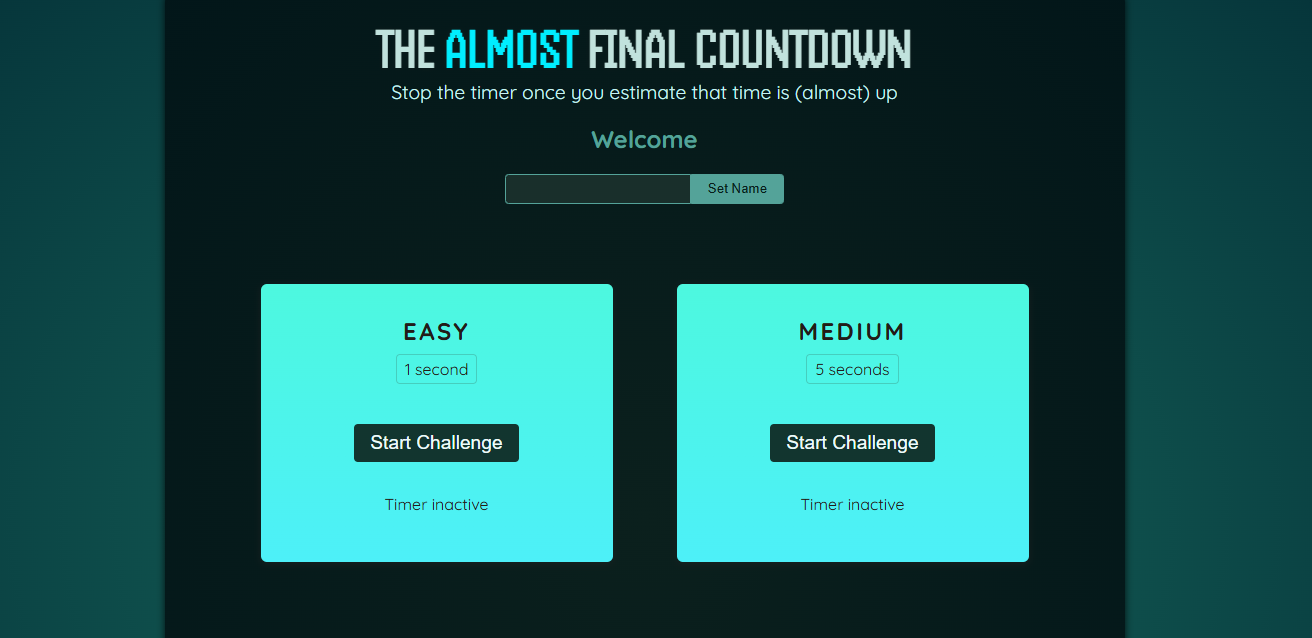 THE ALMOST FINAL COUNTDOWN
Stop the timer once you estimate that time is (almost) up
Welcome
Set Name
EASY
1 second
Start Challenge
Timer inactive
MEDIUM
5 seconds
Start Challenge
Timer inactive